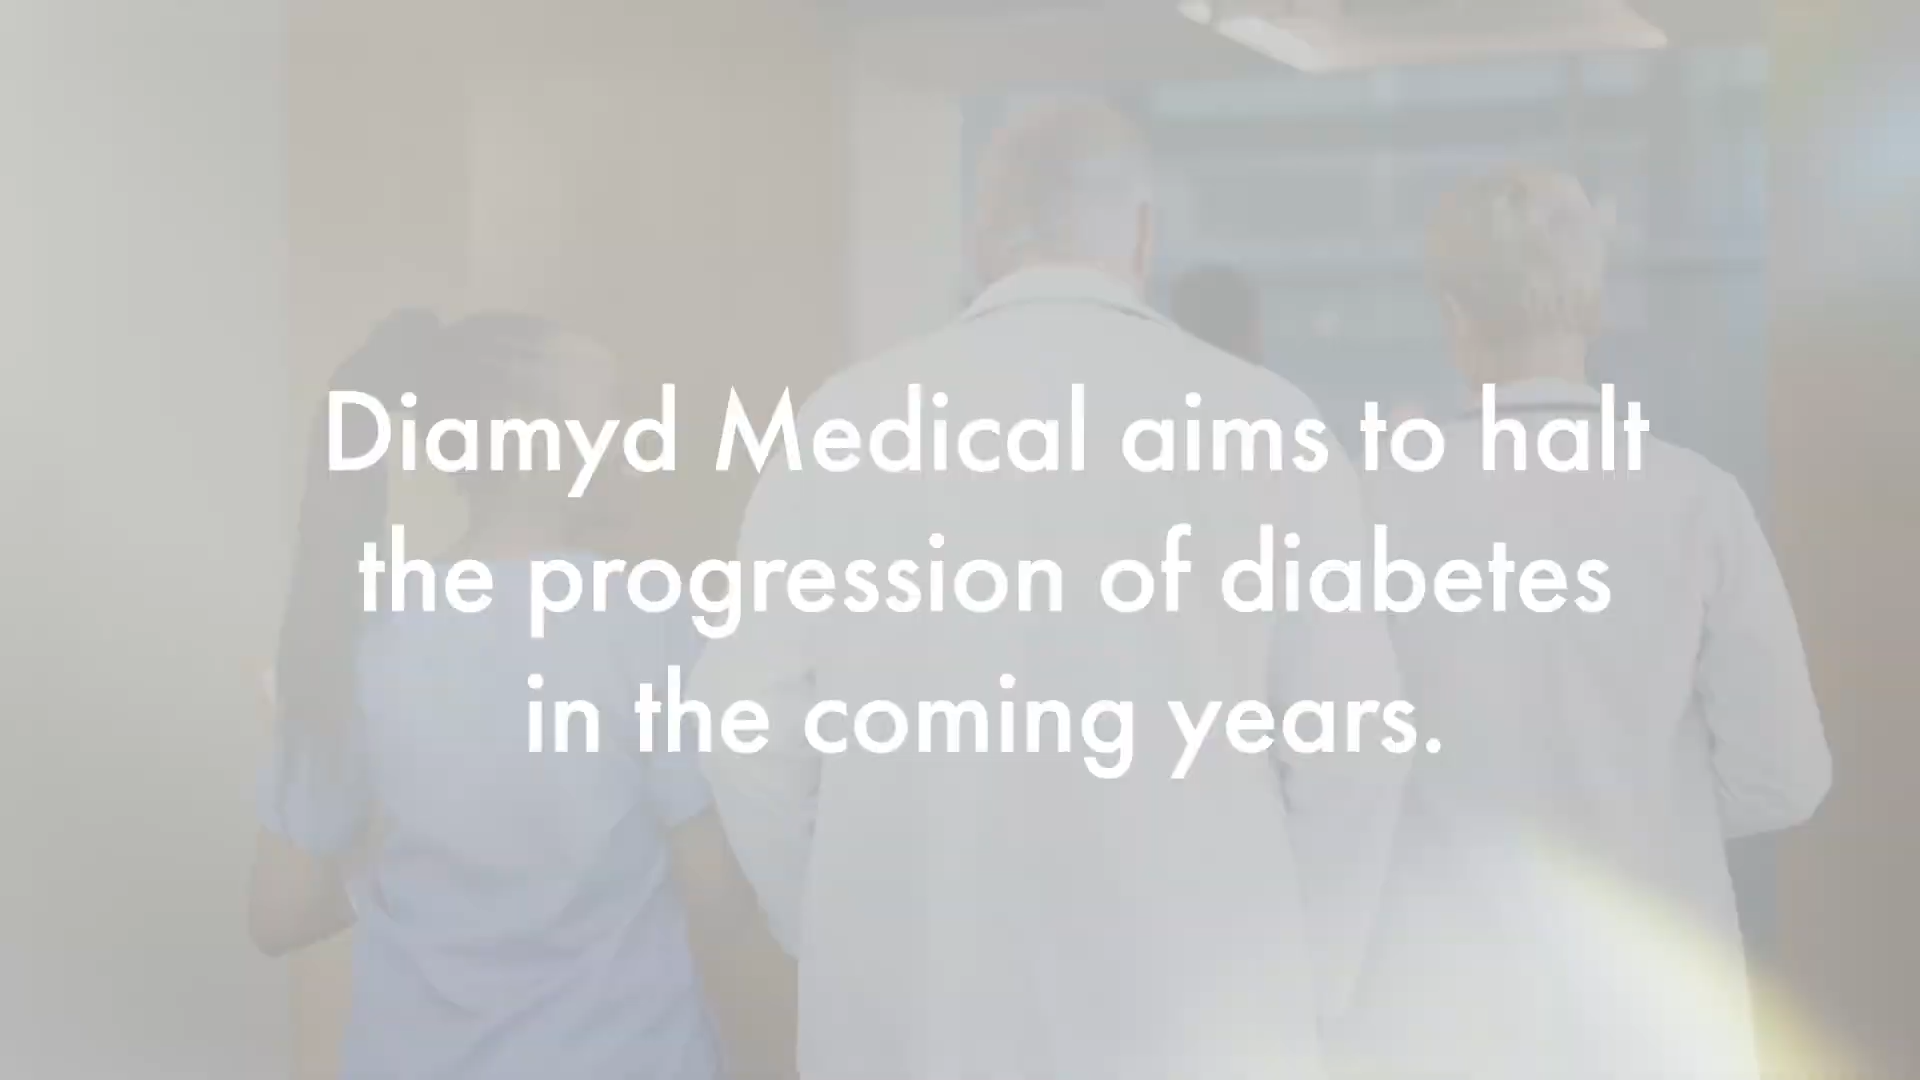 Diamyd Medical aims to halt
the progression of diabetes
in the coming years.